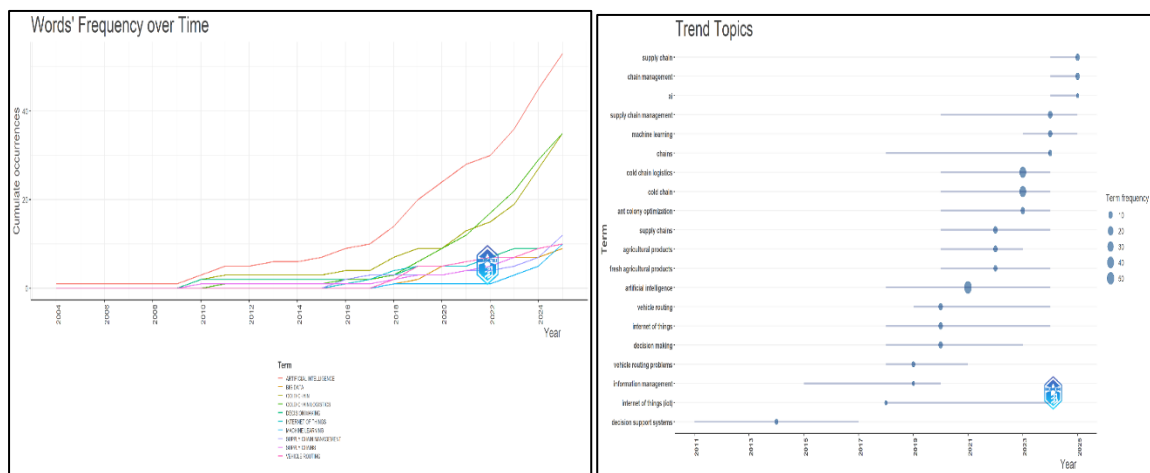 Words' Frequency over Time
Cumulate occurrences
40
20
0
2004
2006
2008
2010
2012
2014
2016
2018
2020
2022
2024
Year
Term
ARTIFICIAL INTELLIGENCE
BIG DATA
COLD CHAIN
COLD CHAIN LOGISTICS
DECISION MAKING
INTERNET OF THINGS
MACHINE LEARNING
SUPPLY CHAIN MANAGEMENT
SUPPLY CHAINS
VEHICLE ROUTING
Trend Topics
Term
supply chain
chain management
ai
supply chain management
machine learning
chains
cold chain logistics
cold chain
ant colony optimization
supply chains
agricultural products
fresh agricultural products
artificial intelligence
vehicle routing
internet of things
decision making
vehicle routing problems
information management
internet of things (iot)
decision support systems
2011
2013
2015
2017
2019
2021
2023
2025
Year
Term frequency
10
20
30
40
50